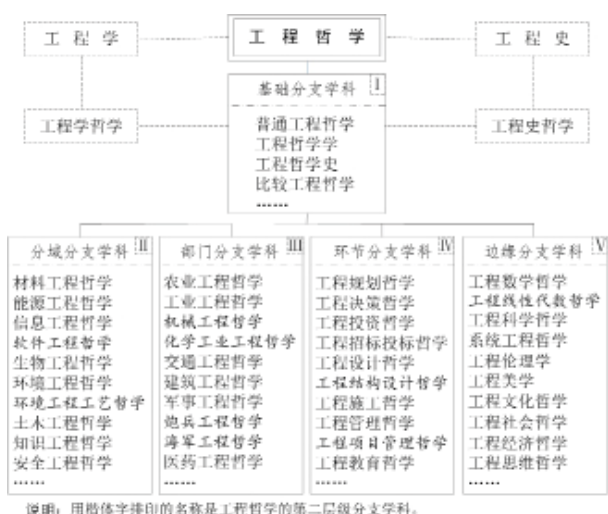 工程学
工程哲学
工程史
工程学哲学
工程史哲学
基础分支学科 Ⅰ
普通工程哲学
工程哲学学
工程哲学史
比较工程哲学
……
分域分支学科 Ⅱ
材料工程哲学
能源工程哲学
信息工程哲学
软件工程哲学
生物工程哲学
环境工程哲学
环境工程工艺哲学
土木工程哲学
知识工程哲学
安全工程哲学
……
部门分支学科 Ⅲ
农业工程哲学
工业工程哲学
机械工程哲学
化学工业工程哲学
交通工程哲学
建筑工程哲学
军事工程哲学
炮兵工程哲学
海军工程哲学
医药工程哲学
……
环节分支学科 Ⅳ
工程规划哲学
工程决策哲学
工程投资哲学
工程招标投标哲学
工程设计哲学
工程结构设计哲学
工程施工哲学
工程管理哲学
工程项目管理哲学
工程教育哲学
……
边缘分支学科 Ⅴ
工程数学哲学
工程线性代数哲学
工程科学哲学
系统工程哲学
工程伦理学
工程美学
工程文化哲学
工程社会哲学
工程经济哲学
工程思维哲学
……
说明：用楷体字排印的名称是工程哲学的第二层级分支学科。